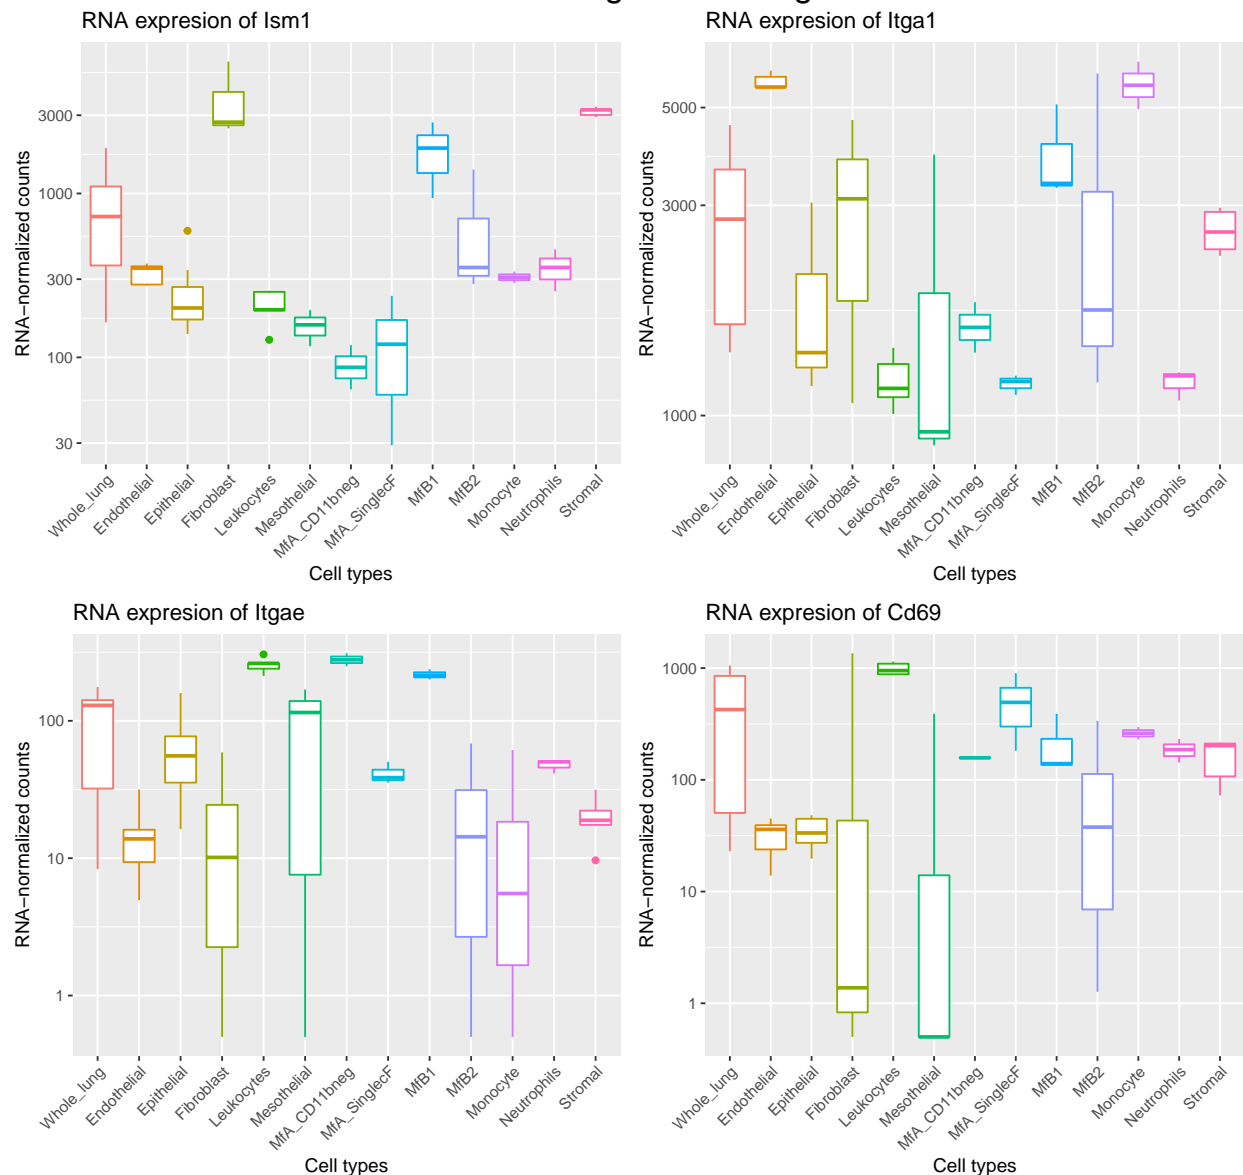 RNA expresion of Ism1
RNA−normalized counts
3000
1000
300
100
30
Whole_lung
Endothelial
Epithelial
Fibroblast
Leukocytes
Mesothelial
MfA_CD11bneg
MfA_SinglecF
MfB1
MfB2
Monocyte
Neutrophils
Stromal
Cell types
RNA expresion of Itga1
RNA−normalized counts
5000
3000
1000
Whole_lung
Endothelial
Epithelial
Fibroblast
Leukocytes
Mesothelial
MfA_CD11bneg
MfA_SinglecF
MfB1
MfB2
Monocyte
Neutrophils
Stromal
Cell types
RNA expresion of Itgae
RNA−normalized counts
100
10
1
Whole_lung
Endothelial
Epithelial
Fibroblast
Leukocytes
Mesothelial
MfA_CD11bneg
MfA_SinglecF
MfB1
MfB2
Monocyte
Neutrophils
Stromal
Cell types
RNA expresion of Cd69
RNA−normalized counts
1000
100
10
1
Whole_lung
Endothelial
Epithelial
Fibroblast
Leukocytes
Mesothelial
MfA_CD11bneg
MfA_SinglecF
MfB1
MfB2
Monocyte
Neutrophils
Stromal
Cell types